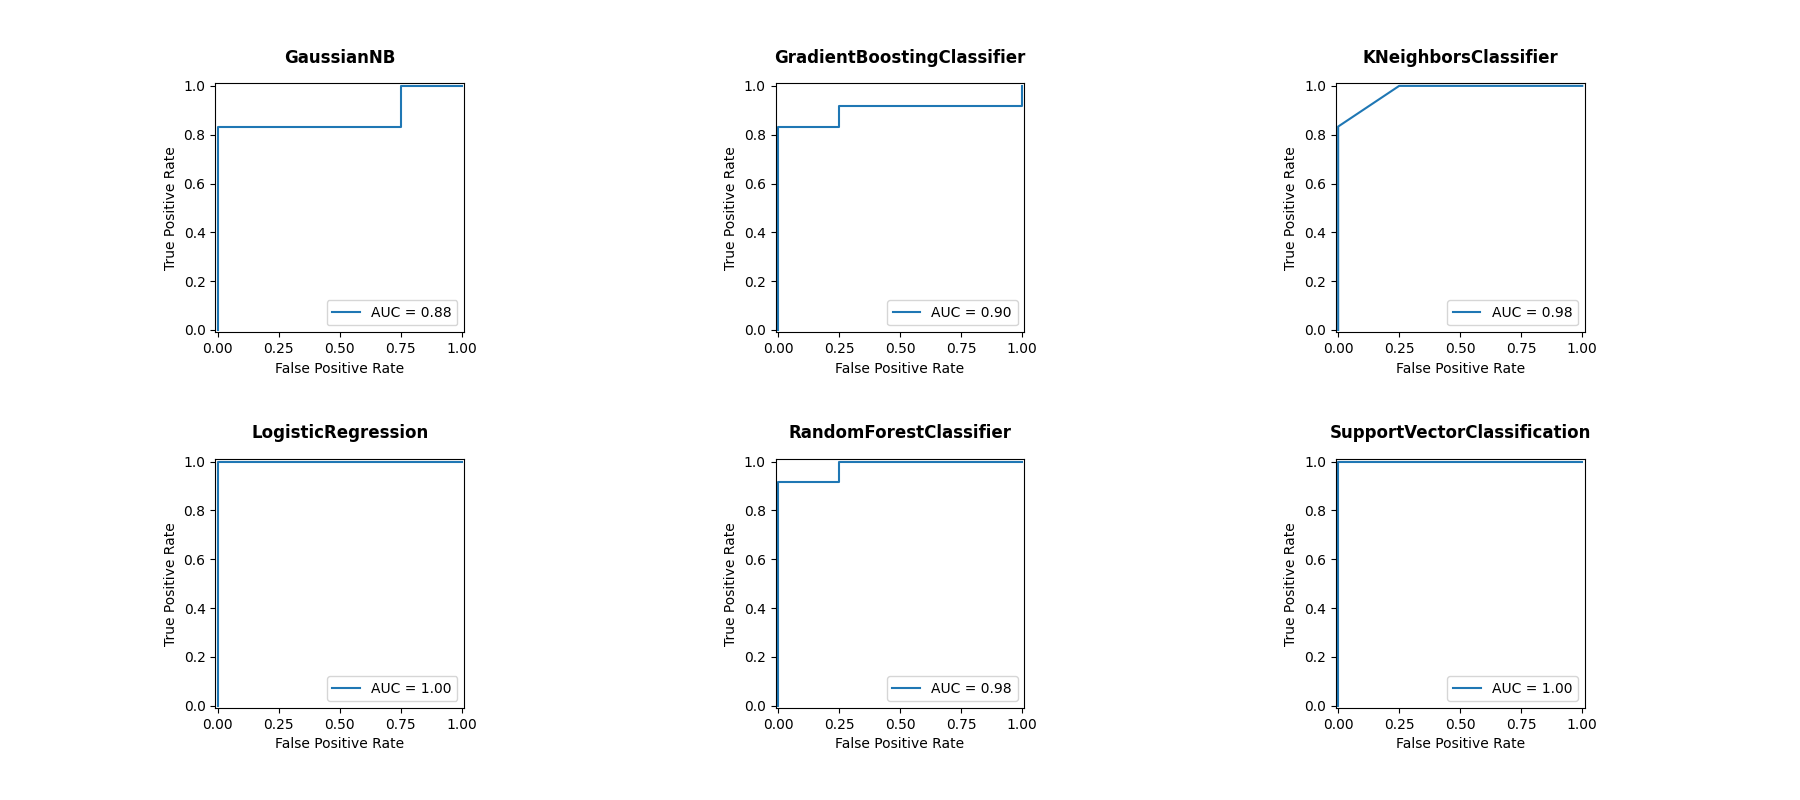 GaussianNB
1.0
0.8
0.6
0.4
0.2
0.0
True Positive Rate
AUC = 0.88
0.00 0.25 0.50 0.75 1.00
False Positive Rate
GradientBoostingClassifier
1.0
0.8
0.6
0.4
0.2
0.0
True Positive Rate
AUC = 0.90
0.00 0.25 0.50 0.75 1.00
False Positive Rate
KNeighborsClassifier
1.0
0.8
0.6
0.4
0.2
0.0
True Positive Rate
AUC = 0.98
0.00 0.25 0.50 0.75 1.00
False Positive Rate
LogisticRegression
1.0
0.8
0.6
0.4
0.2
0.0
True Positive Rate
AUC = 1.00
0.00 0.25 0.50 0.75 1.00
False Positive Rate
RandomForestClassifier
1.0
0.8
0.6
0.4
0.2
0.0
True Positive Rate
AUC = 0.98
0.00 0.25 0.50 0.75 1.00
False Positive Rate
SupportVectorClassification
1.0
0.8
0.6
0.4
0.2
0.0
True Positive Rate
AUC = 1.00
0.00 0.25 0.50 0.75 1.00
False Positive Rate